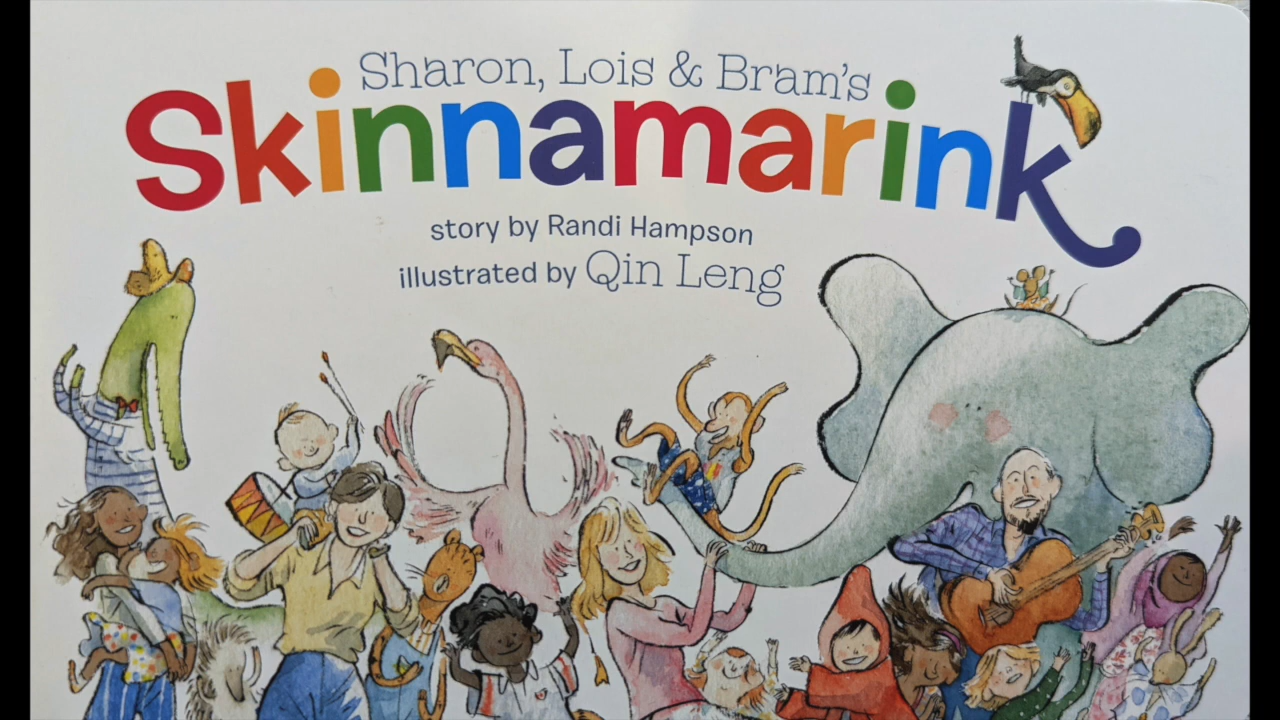 Sharon, Lois & Bram's
Skinnamarink
story by Randi Hampson
illustrated by Qin Leng